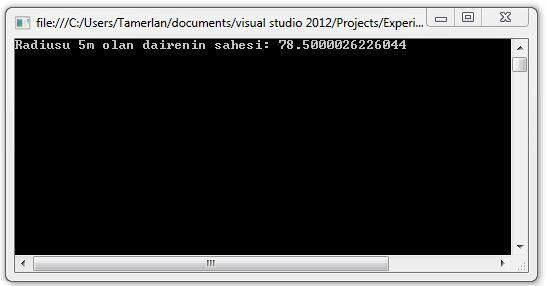 file:///C:/Users/Tamerlan/documents/visual studio 2012/Projects/Experi...
Radiusu 5m olan dairenin sahesi: 78.5000026226044